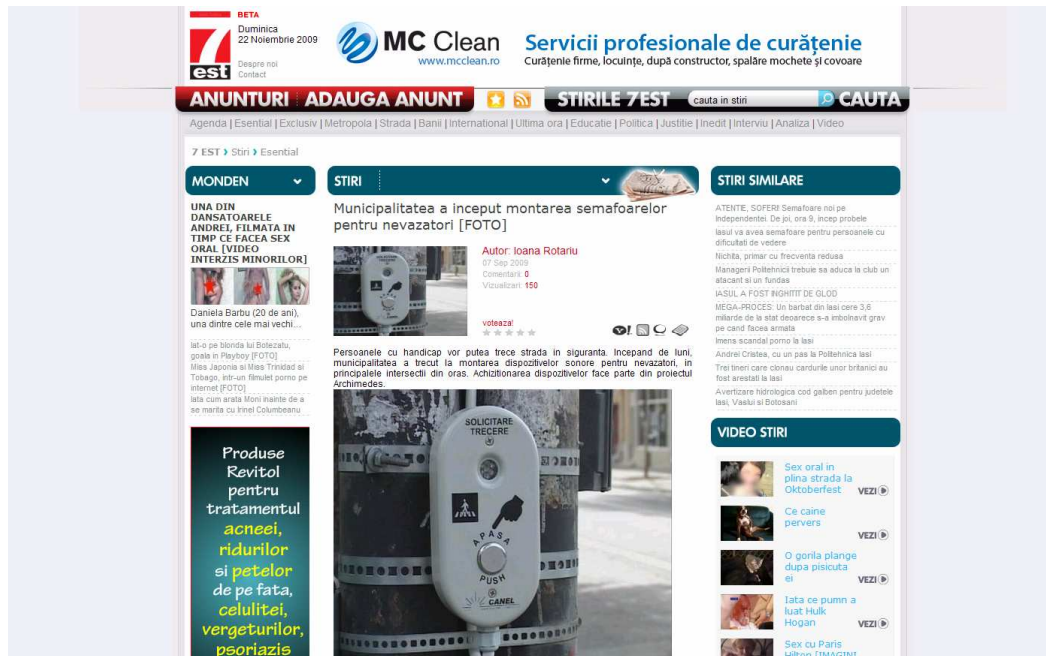 BETA
7
est
Duminica
22 Noiembrie 2009
Despre noi
Contact
MC Clean
www.mcclean.ro
Servicii profesionale de curățenie
Curățenie firme, locuințe, după constructor, spalăre mochete și covoare
ANUNTURI ADAUGA ANUNT
STIRILE 7EST
cauta in stiri
CAUTA
Agenda | Esential | Exclusiv | Metropola | Strada | Banii | International | Ultima ora | Educatie | Politica | Justitie | Inedit | Interviu | Analiza | Video
7 EST › Stiri › Esential
MONDEN
UNA DIN
DANSATOARELE
ANDREI, FILMATA IN
TIMP CE FACEA SEX
ORAL [VIDEO
INTERZIS MINORILOR]
Daniela Barbu (20 de ani),
una dintre cele mai vechi...
Iat-o pe blonda lui Botezatu,
goala in Playboy [FOTO]
Miss Japonia si Miss Trinidad si
Tobago, intr-un filmulet porno pe
internet [FOTO]
Iata cum arata Moni inainte de a
se marita cu Irinel Columbeanu
Produse
Revitol
pentru
tratamentul
acneei,
ridurilor
si petelor
de pe fata,
celulitei,
vergeturilor,
psoriazis
STIRI
Municipalitatea a inceput montarea semafoarelor
pentru nevazatori [FOTO]
Autor: Ioana Rotariu
07 Sep 2009
Comentarii: 0
Vizualizari: 150
voteaza!
Persoanele cu handicap vor putea trece strada in siguranta. Incepand de luni,
municipalitatea a trecut la montarea dispozitivelor sonore pentru nevazatori, in
principalele intersectii din oras. Achizitionarea dispozitivelor face parte din proiectul
Archimedes.
SOLICITARE
TRECERE
APASA
PUSH
CANEL
STIRI SIMILARE
ATENTIE, SOFERI! Semafoare noi pe
Independentei. De joi, ora 9, incep probele
Iasul va avea semafoare pentru persoanele cu
dificultati de vedere
Nichita, primar cu frecventa redusa
Managerii Politehnicii trebuie sa aduca la club un
atacant si un fundas
IASUL A FOST INGHITIT DE GLOD
MEGA-PROCES: Un barbat din Iasi cere 3,6
miliarde de la stat deoarece s-a imbolnavit grav
pe cand facea armata
Imens scandal porno la Iasi
Andrei Cristea, cu un pas la Politehnica Iasi
Trei tineri care clonau cardurile unor britanici au
fost arestati la Iasi
Avertizare hidrologica cod galben pentru judetele
Iasi, Vaslui si Botosani
VIDEO STIRI
Sex oral in
plina strada la
Oktoberfest
VEZI
Ce caine
pervers
VEZI
O gorila plange
dupa pisicuta
ei
VEZI
Iata ce pumn a
luat Hulk
Hogan
VEZI
Sex cu Paris
Hilton [IMAGINI